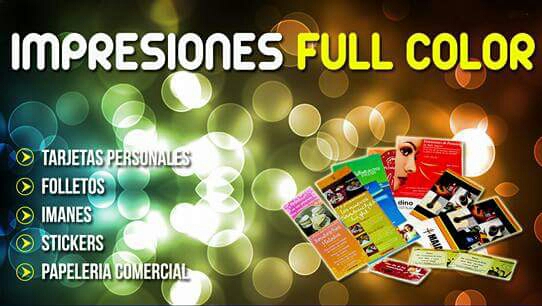 IMPRESIONES FULL COLOR
TARJETAS PERSONALES
FOLLETOS
IMANES
STICKERS
PAPELERIA COMERCIAL